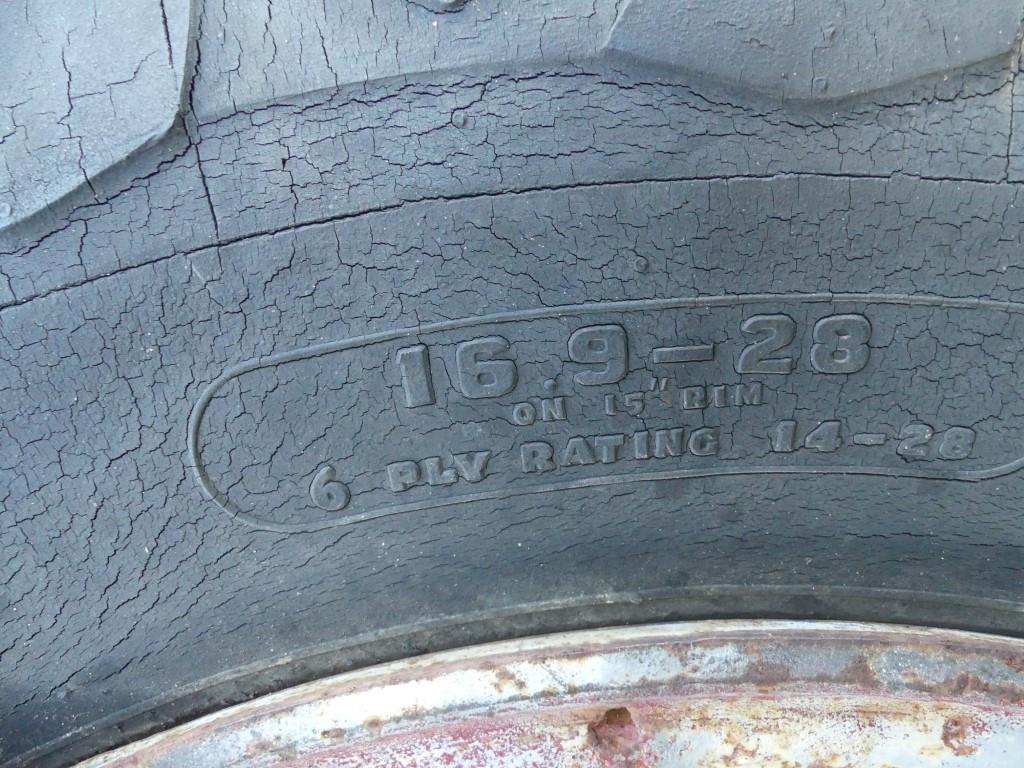 16.9-28
ON 15" RIM
6 PLY RATING 14-28